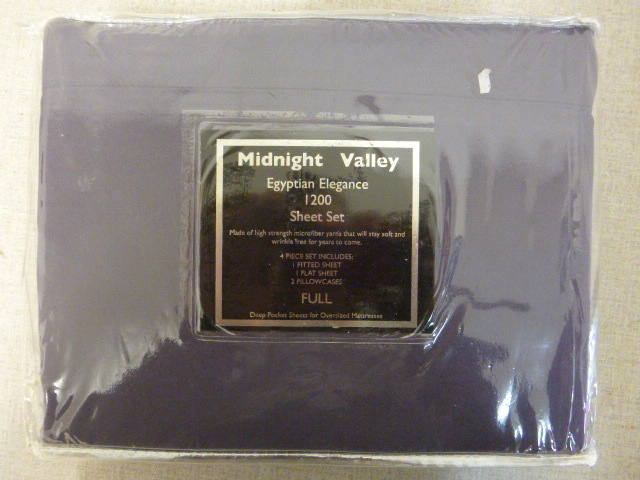 Midnight Valley
Egyptian Elegance
1200
Sheet Set
Made of high strength microfiber yarns that will stay soft and
wrinkle free for years to come.
4 PIECE SET INCLUDES:
1 FITTED SHEET
1 FLAT SHEET
2 PILLOWCASES
FULL
Deep Pocket Sheets for Oversized Mattresses